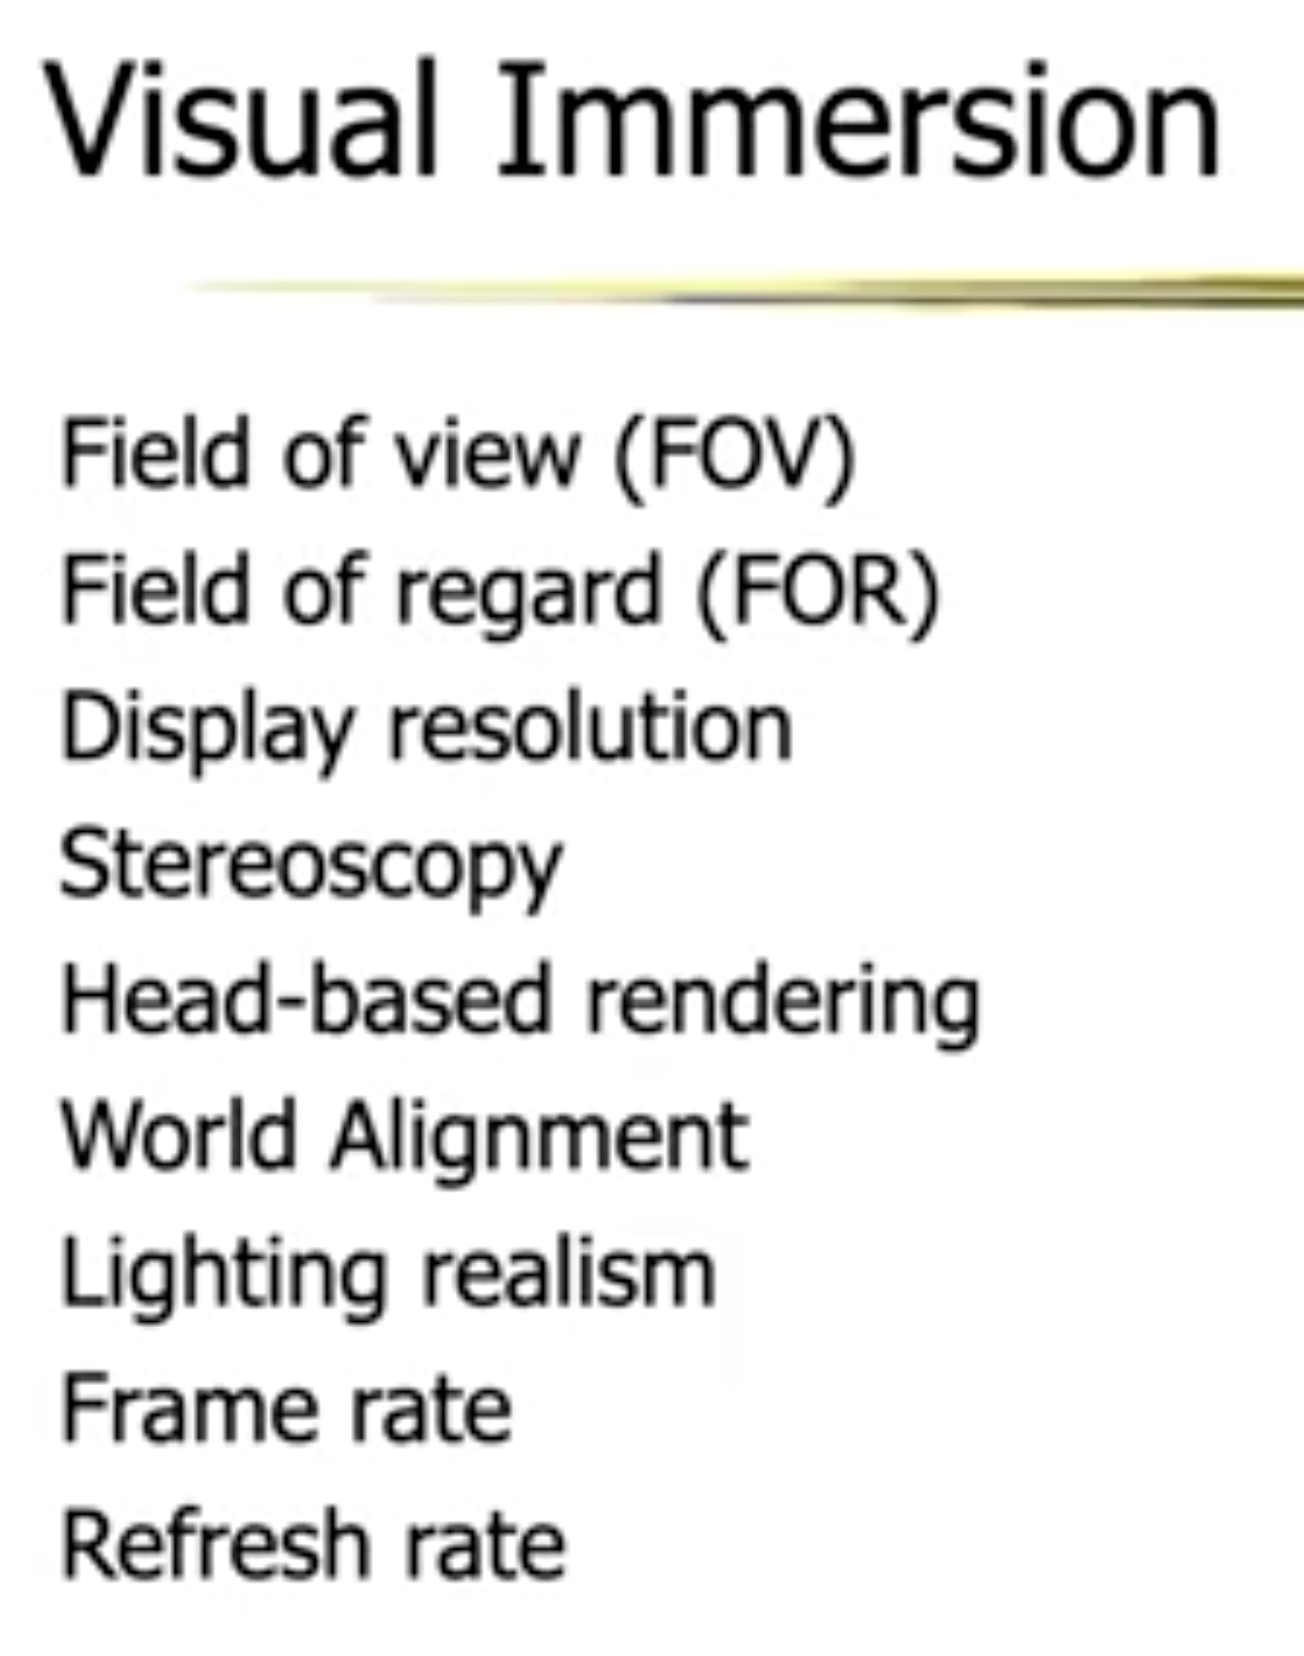 Visual Immersion
Field of view (FOV)
Field of regard (FOR)
Display resolution
Stereoscopy
Head-based rendering
World Alignment
Lighting realism
Frame rate
Refresh rate